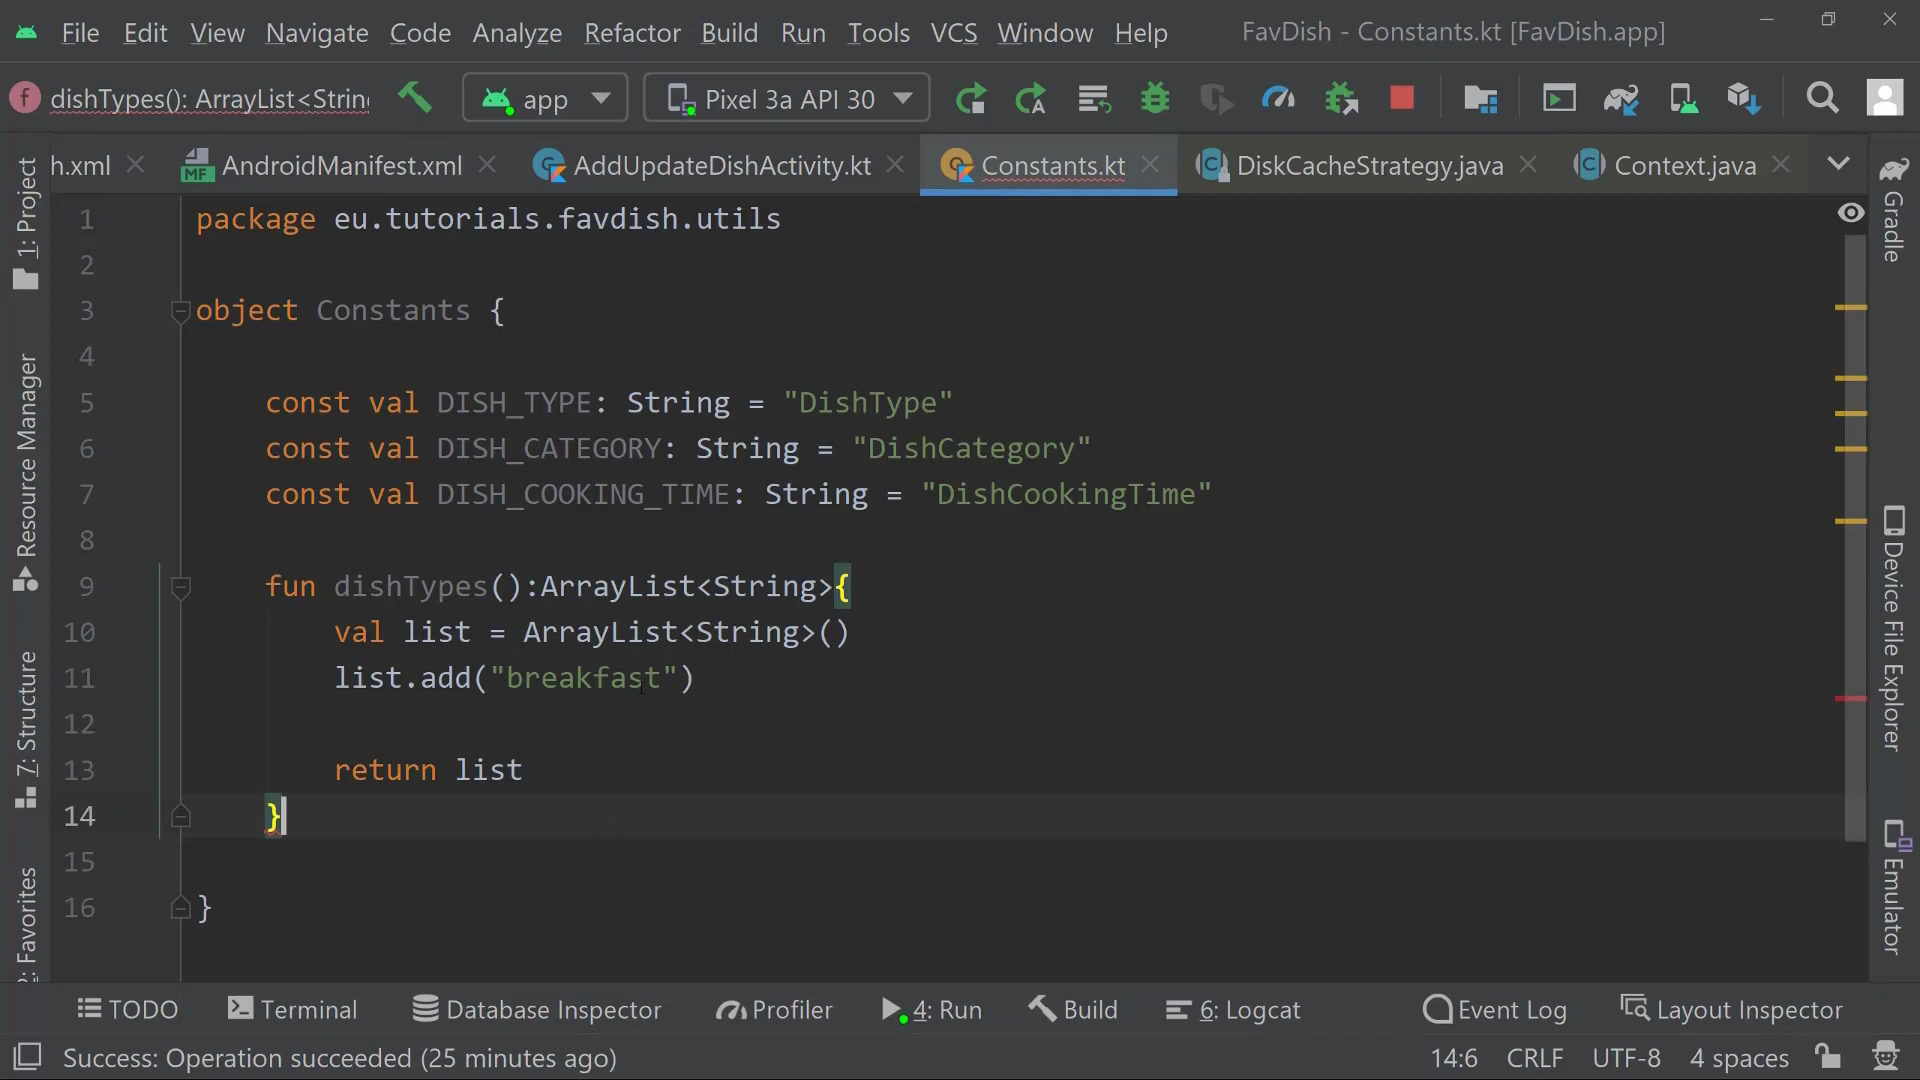 File Edit View Navigate Code Analyze Refactor Build Run Tools VCS Window Help FavDish - Constants.kt [FavDish.app]
f dishTypes(): ArrayList<String app Pixel 3a API 30
h.xml AndroidManifest.xml AddUpdateDishActivity.kt Constants.kt DiskCacheStrategy.java Context.java
1: Project
Resource Manager
7: Structure
2: Favorites
1 package eu.tutorials.favdish.utils
2
3 object Constants {
4
5 const val DISH_TYPE: String = "DishType"
6 const val DISH_CATEGORY: String = "DishCategory"
7 const val DISH_COOKING_TIME: String = "DishCookingTime"
8
9 fun dishTypes():ArrayList<String>{
10 val list = ArrayList<String>()
11 list.add("breakfast")
12
13 return list
14 }
15
16 }
Gradle
Device File Explorer
Emulator
TODO Terminal Database Inspector Profiler 4: Run Build 6: Logcat Event Log Layout Inspector
Success: Operation succeeded (25 minutes ago) 14:6 CRLF UTF-8 4 spaces